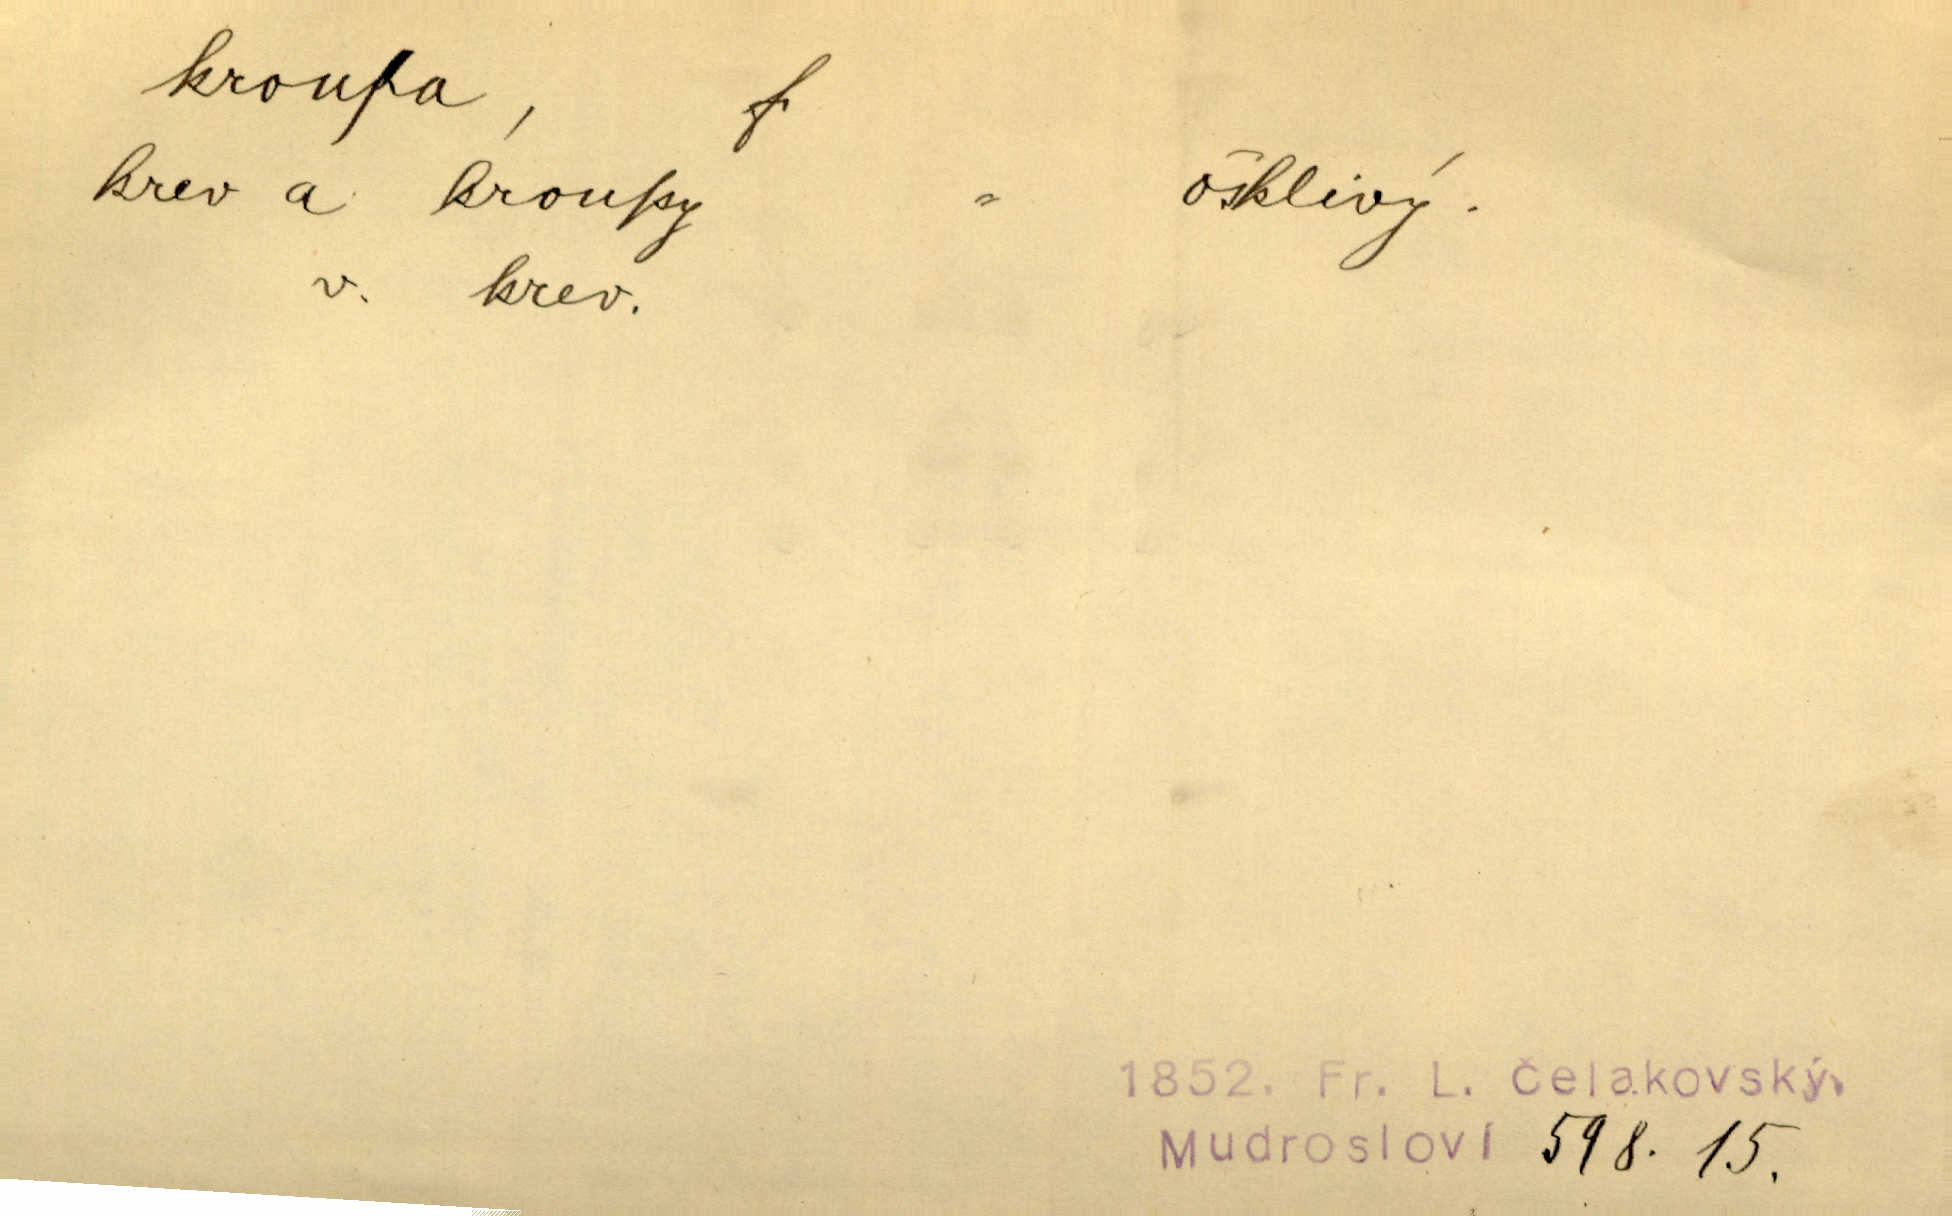 kroupa, f
krev a kroupy = ošklivý.
v. krev.
1852. Fr. L. Čelakovský.
Mudrosloví 598. 15.